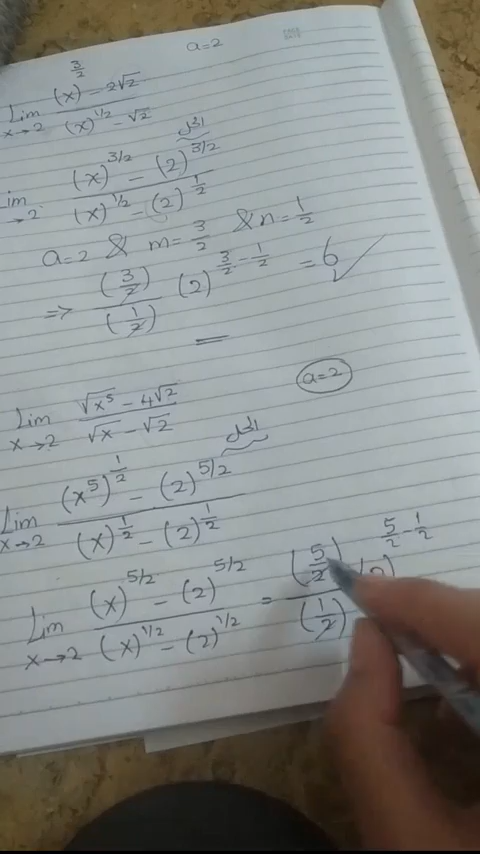 a=2
Lim x→2 ((x)^{3/2} − 2√2) / ((x)^{1/2} − √2)
الحل
Lim →2 ((x)^{3/2} − (2)^{3/2}) / ((x)^{1/2} − (2)^{1/2})
a=2 & m=3/2 & n=1/2
⇒ (3/2)/(1/2) (2)^{3/2 − 1/2} = 6 ✓
a=2
Lim x→2 (√x^5 − 4√2) / (√x − √2)
الحل
Lim x→2 ((x^5)^{1/2} − (2)^{5/2}) / ((x)^{1/2} − (2)^{1/2})
Lim x→2 ((x)^{5/2} − (2)^{5/2}) / ((x)^{1/2} − (2)^{1/2}) = (5/2)/(1/2) (2)^{5/2 − 1/2}